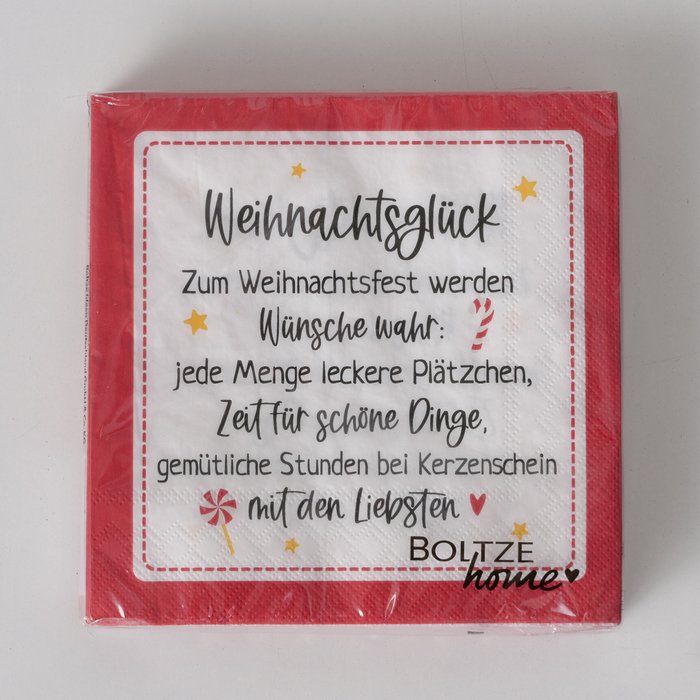 Weihnachtsglück
Zum Weihnachtsfest werden
Wünsche wahr:
jede Menge leckere Plätzchen,
Zeit für schöne Dinge,
gemütliche Stunden bei Kerzenschein
mit den Liebsten
BOLTZE
home